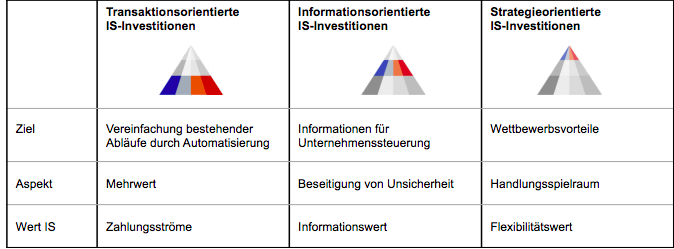 Transaktionsorientierte
IS-Investitionen
Informationsorientierte
IS-Investitionen
Strategieorientierte
IS-Investitionen
Ziel
Vereinfachung bestehender
Abläufe durch Automatisierung
Informationen für
Unternehmenssteuerung
Wettbewerbsvorteile
Aspekt
Mehrwert
Beseitigung von Unsicherheit
Handlungsspielraum
Wert IS
Zahlungsströme
Informationswert
Flexibilitätswert